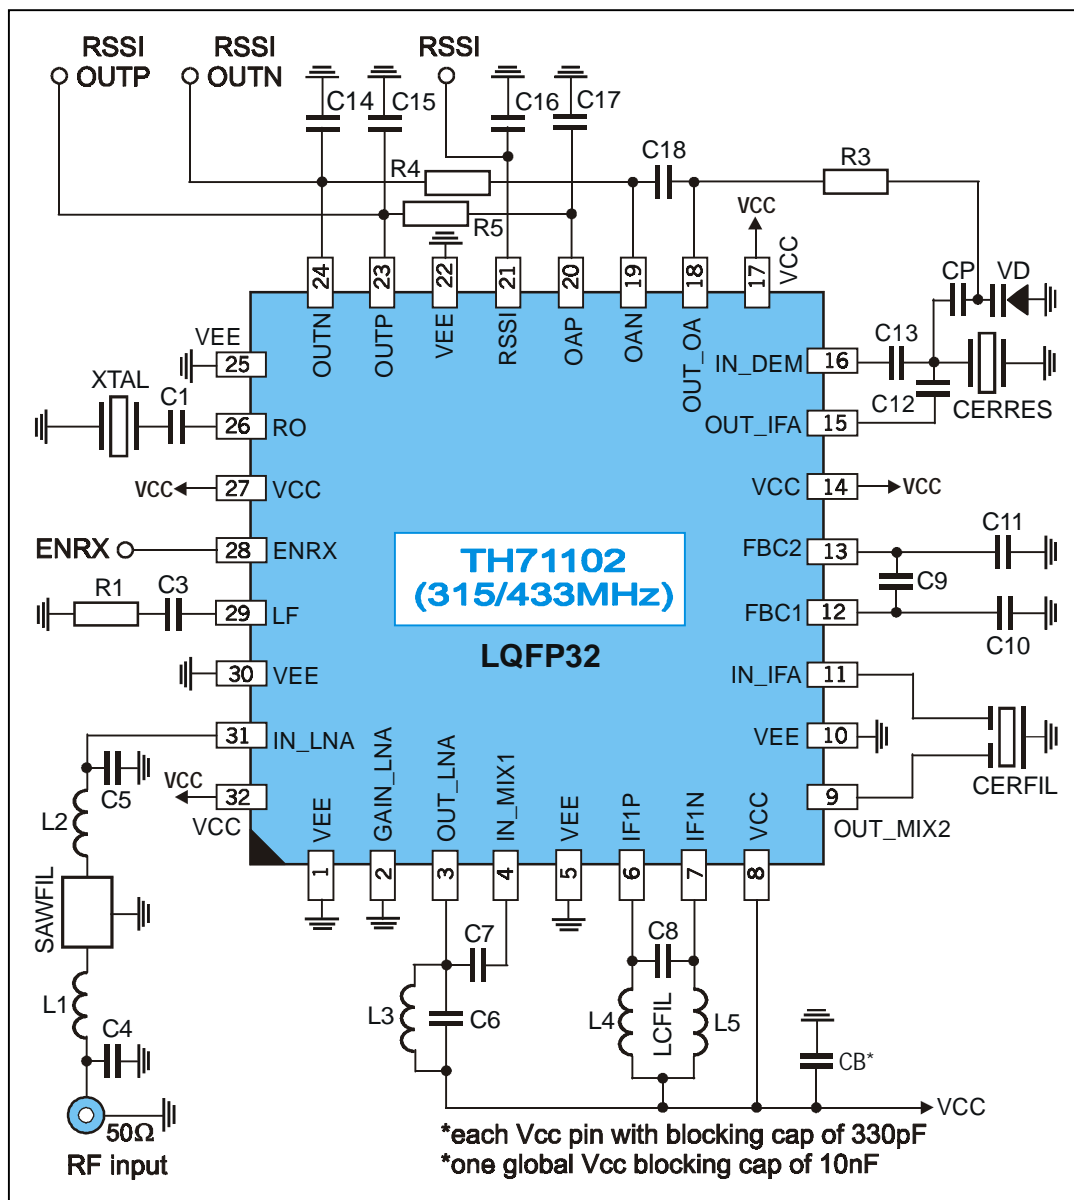 RSSI RSSI RSSI
OUTP OUTN
C14 C15 C16 C17
R4 C18 R3
R5 VCC
24 23 22 21 20 19 18 17 VCC
CP VD
OUTN OUTP VEE RSSI OAP OAN OUT_OA
VEE
25
C13
IN_DEM 16
XTAL C1
C12 CERRES
26 RO
OUT_IFA 15
VCC 27 VCC
VCC 14 VCC
ENRX 28 ENRX
FBC2 13 C11
TH71102
(315/433MHz)
C9
R1 C3
29 LF
FBC1 12
C10
LQFP32
30 VEE
IN_IFA 11
31 IN_LNA
VEE 10
C5 VCC
32
VCC
CERFIL
9
OUT_MIX2
L2
VEE GAIN_LNA OUT_LNA IN_MIX1 VEE IF1P IF1N VCC
1 2 3 4 5 6 7 8
SAWFIL
C7 C8
L1
L3 C6 L4 LCFIL L5
C4
CB*
VCC
50Ω
RF input
*each Vcc pin with blocking cap of 330pF
*one global Vcc blocking cap of 10nF